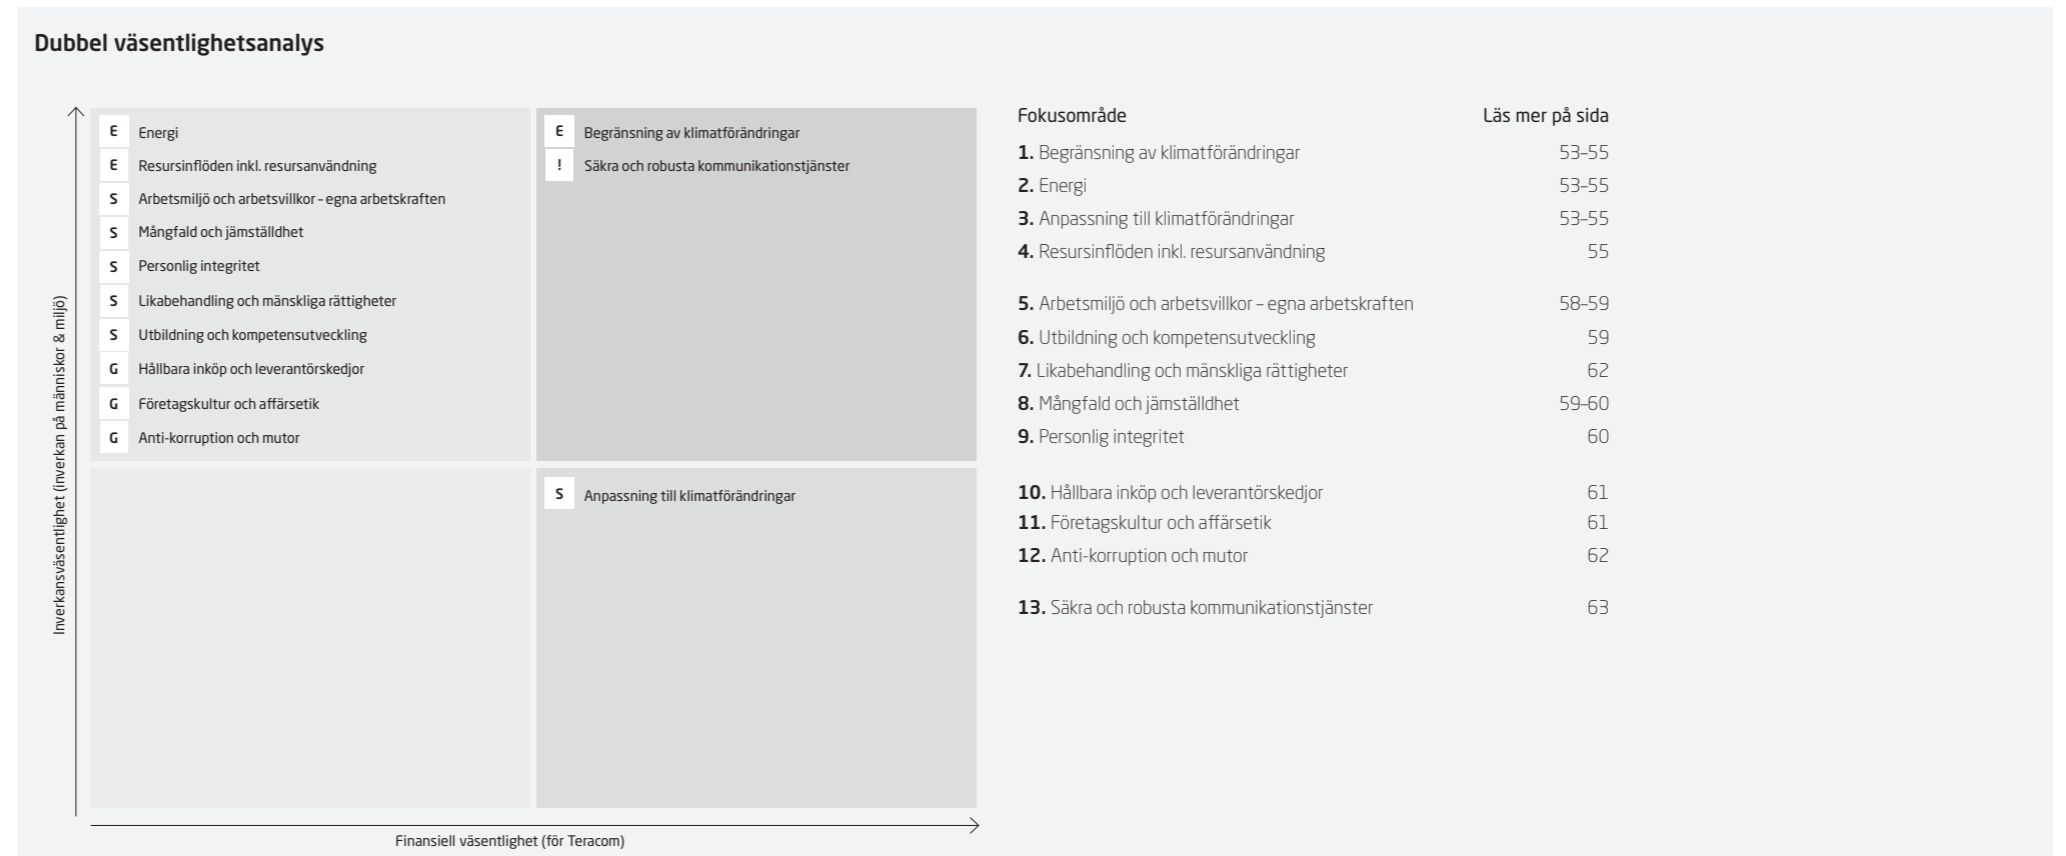 Dubbel väsentlighetsanalys
Inverkansväsentlighet (inverkan på människor & miljö)
E Energi
E Resursinflöden inkl. resursanvändning
S Arbetsmiljö och arbetsvillkor – egna arbetskraften
S Mångfald och jämställdhet
S Personlig integritet
S Likabehandling och mänskliga rättigheter
S Utbildning och kompetensutveckling
G Hållbara inköp och leverantörskedjor
G Företagskultur och affärsetik
G Anti-korruption och mutor
E Begränsning av klimatförändringar
! Säkra och robusta kommunikationstjänster
S Anpassning till klimatförändringar
Finansiell väsentlighet (för Teracom)
Fokusområde Läs mer på sida
1. Begränsning av klimatförändringar 53–55
2. Energi 53–55
3. Anpassning till klimatförändringar 53–55
4. Resursinflöden inkl. resursanvändning 55
5. Arbetsmiljö och arbetsvillkor – egna arbetskraften 58–59
6. Utbildning och kompetensutveckling 59
7. Likabehandling och mänskliga rättigheter 62
8. Mångfald och jämställdhet 59–60
9. Personlig integritet 60
10. Hållbara inköp och leverantörskedjor 61
11. Företagskultur och affärsetik 61
12. Anti-korruption och mutor 62
13. Säkra och robusta kommunikationstjänster 63